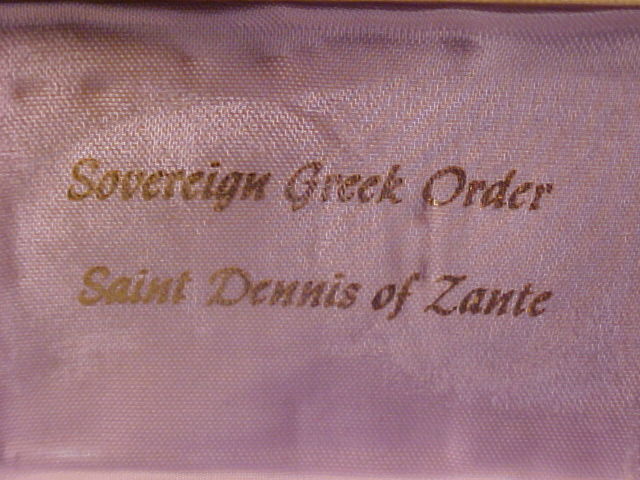 Sovereign Greek Order
Saint Dennis of Zante